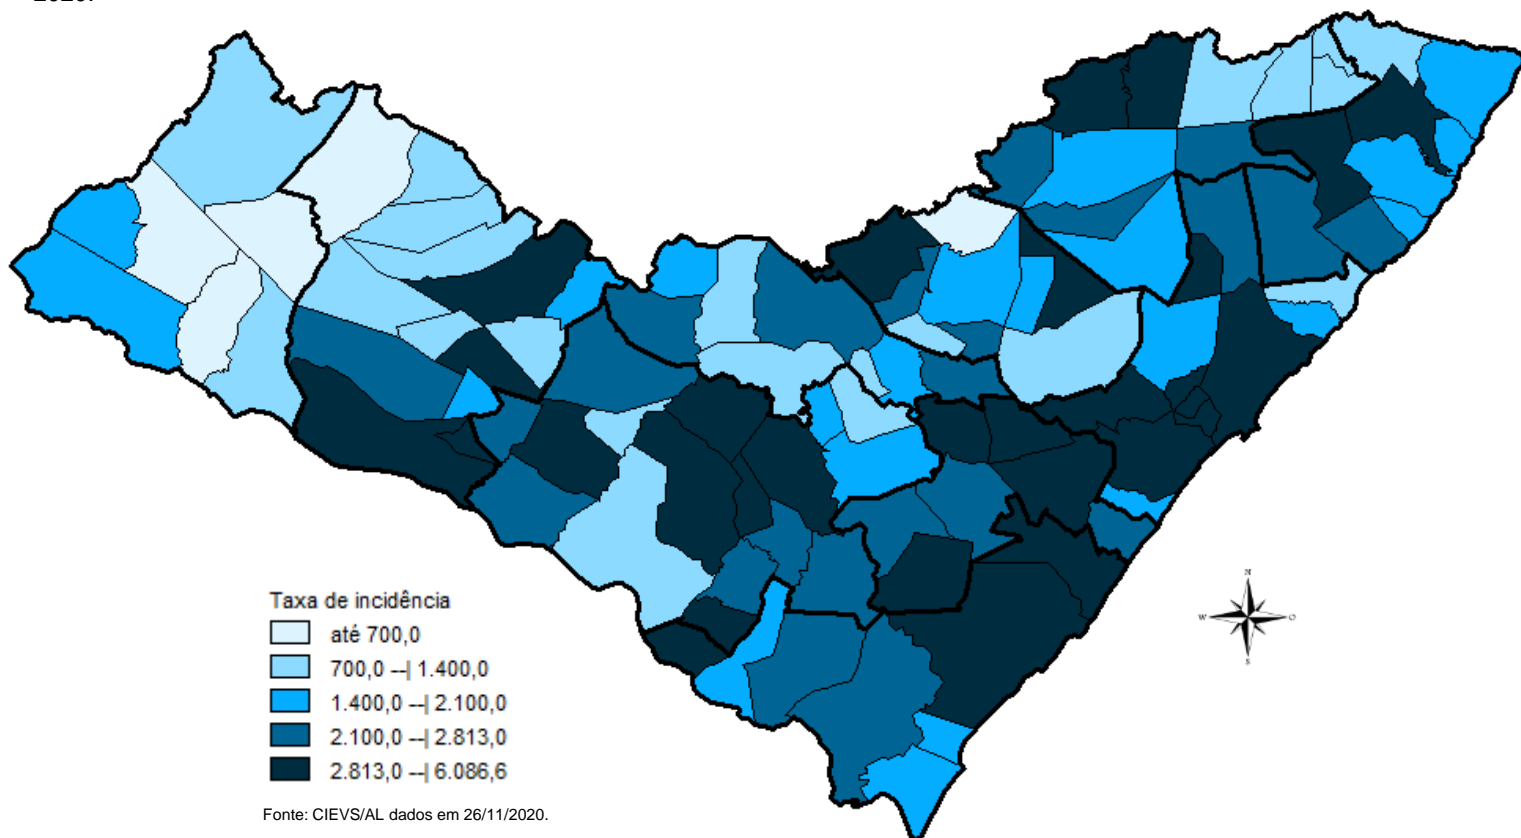 2020.
N
W
O
S
Taxa de incidência
até 700,0
700,0 --| 1.400,0
1.400,0 --| 2.100,0
2.100,0 --| 2.813,0
2.813,0 --| 6.086,6
Fonte: CIEVS/AL dados em 26/11/2020.